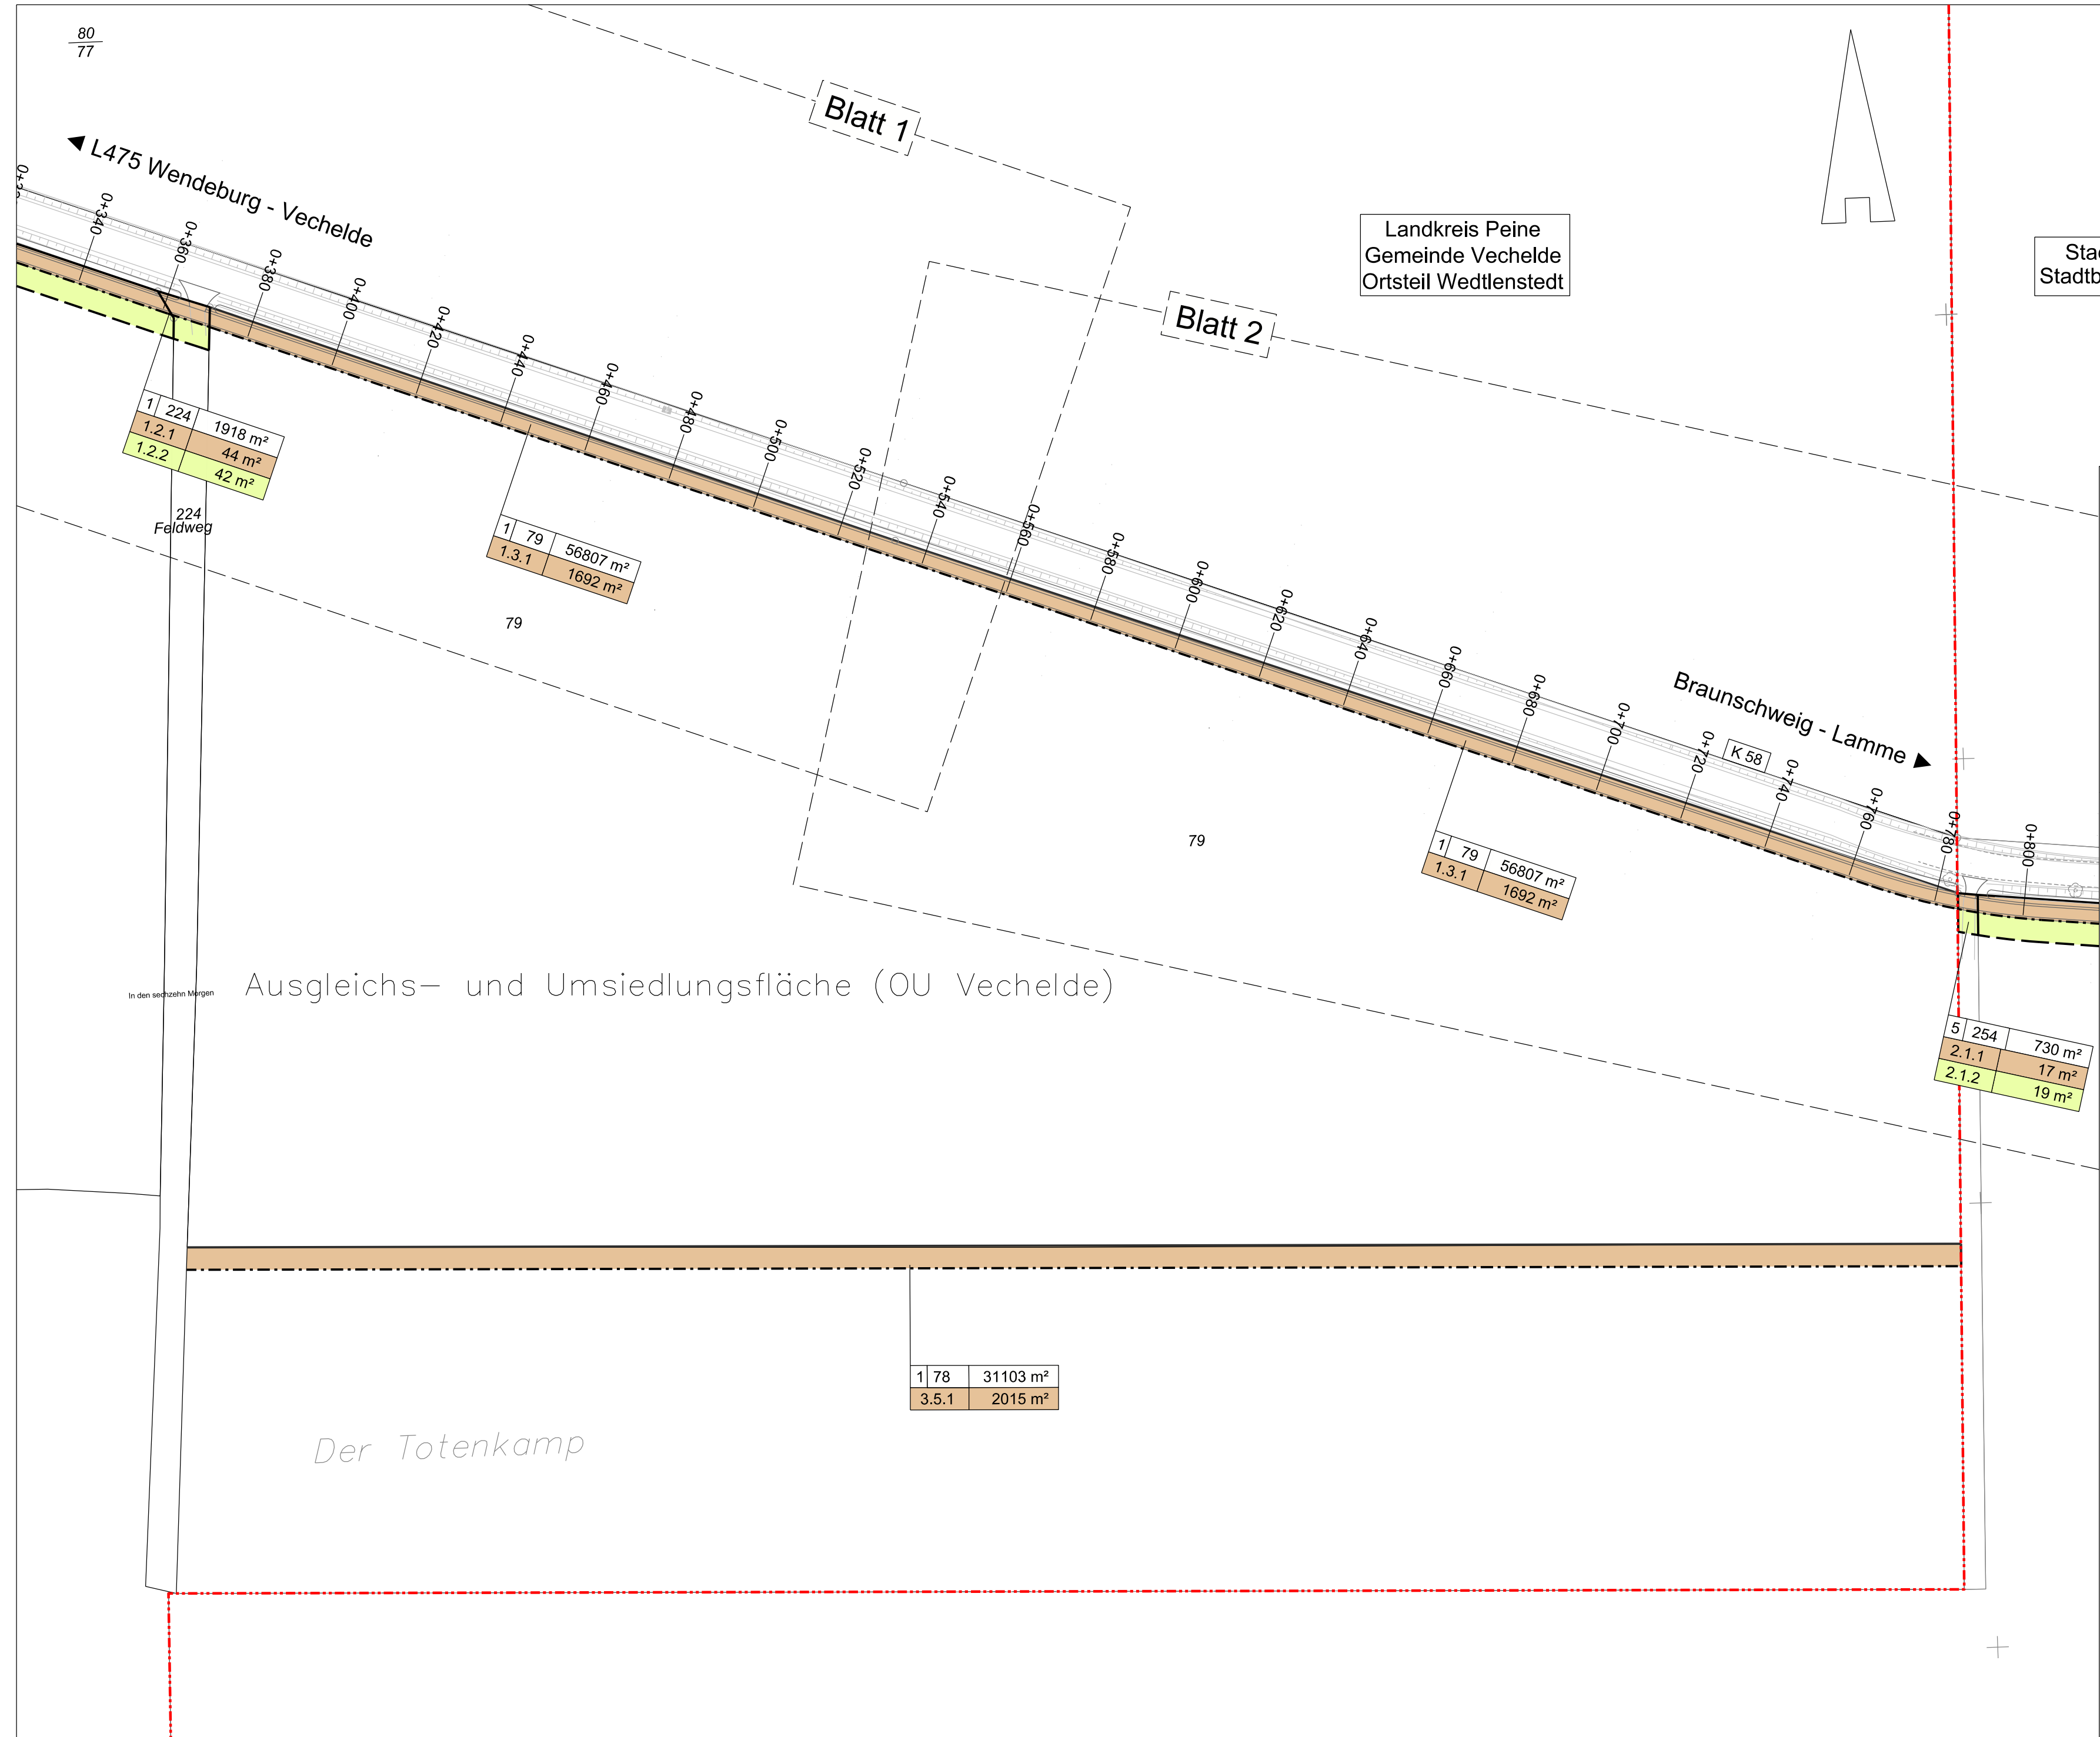 80
77
Blatt 1
L475 Wendeburg - Vechelde
Landkreis Peine
Gemeinde Vechelde
Ortsteil Wedtlenstedt
Blatt 2
0+340
0+360
0+380
0+400
0+420
0+440
0+460
0+480
0+500
0+520
0+540
0+560
0+580
0+600
0+620
0+640
0+660
0+680
0+700
0+720
0+740
0+760
0+780
0+800
Braunschweig - Lamme
K 58
1 224 1918 m²
1.2.1 44 m²
1.2.2 42 m²
224
Feldweg
1 79 56807 m²
1.3.1 1692 m²
79
79
1 79 56807 m²
1.3.1 1692 m²
In den sechzehn Morgen
Ausgleichs– und Umsiedlungsfläche (OU Vechelde)
5 254 730 m²
2.1.1 17 m²
2.1.2 19 m²
1 78 31103 m²
3.5.1 2015 m²
Der Totenkamp